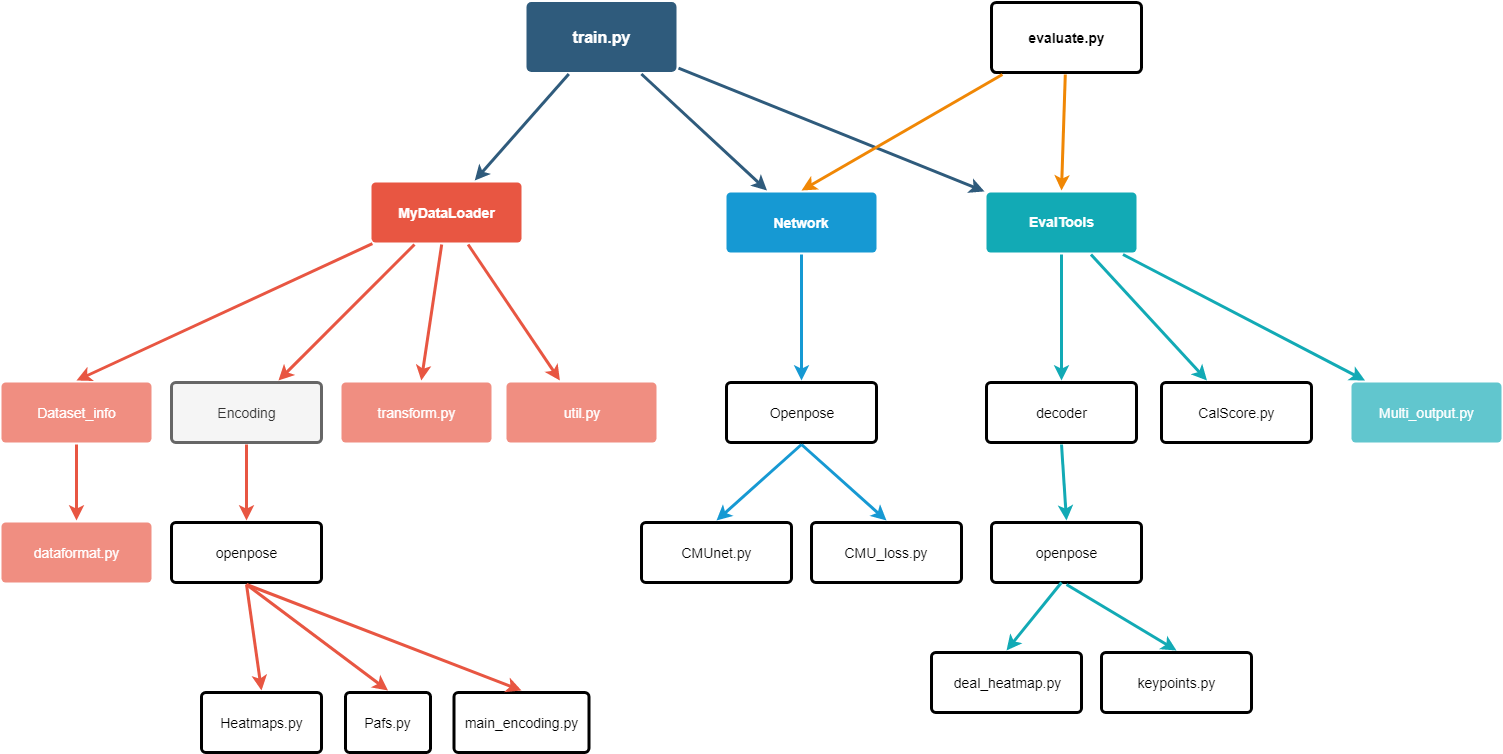 train.py
evaluate.py
MyDataLoader
Network
EvalTools
Dataset_info
Encoding
transform.py
util.py
Openpose
decoder
CalScore.py
Multi_output.py
dataformat.py
openpose
CMUnet.py
CMU_loss.py
openpose
deal_heatmap.py
keypoints.py
Heatmaps.py
Pafs.py
main_encoding.py